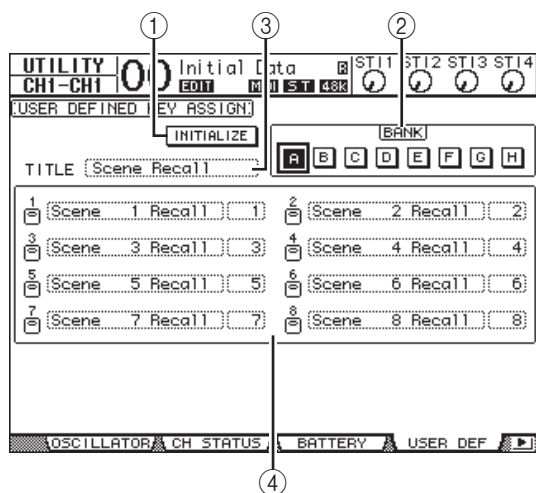 ① ③ ②
UTILITY 00 Initial Data R ST1 ST2 ST3 ST4
CH1-CH1 EDIT ST 48K
USER DEFINED KEY ASSIGN
INITIALIZE BANK
A B C D E F G H
TITLE Scene Recall
1 Scene 1 Recall 1 2 Scene 2 Recall 2
3 Scene 3 Recall 3 4 Scene 4 Recall 4
5 Scene 5 Recall 5 6 Scene 6 Recall 6
7 Scene 7 Recall 7 8 Scene 8 Recall 8
OSCILLATOR CH STATUS BATTERY USER DEF
④